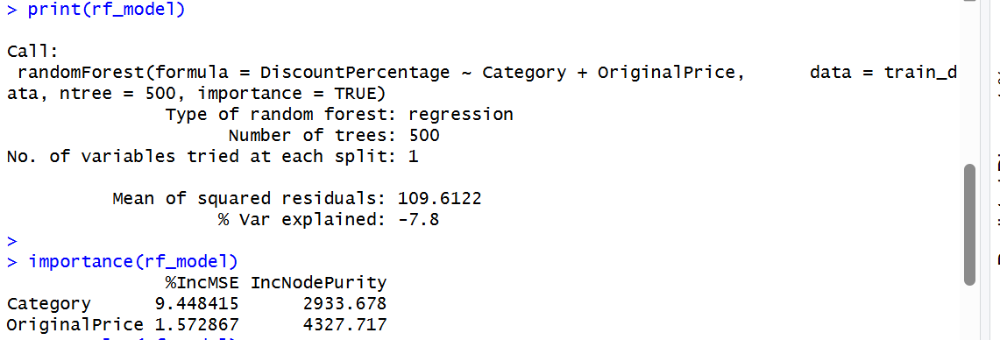 > print(rf_model)
Call:
randomForest(formula = DiscountPercentage ~ Category + OriginalPrice, data = train_d
ata, ntree = 500, importance = TRUE)
Type of random forest: regression
Number of trees: 500
No. of variables tried at each split: 1
Mean of squared residuals: 109.6122
% Var explained: -7.8
>
> importance(rf_model)
%IncMSE IncNodePurity
Category 9.448415 2933.678
OriginalPrice 1.572867 4327.717